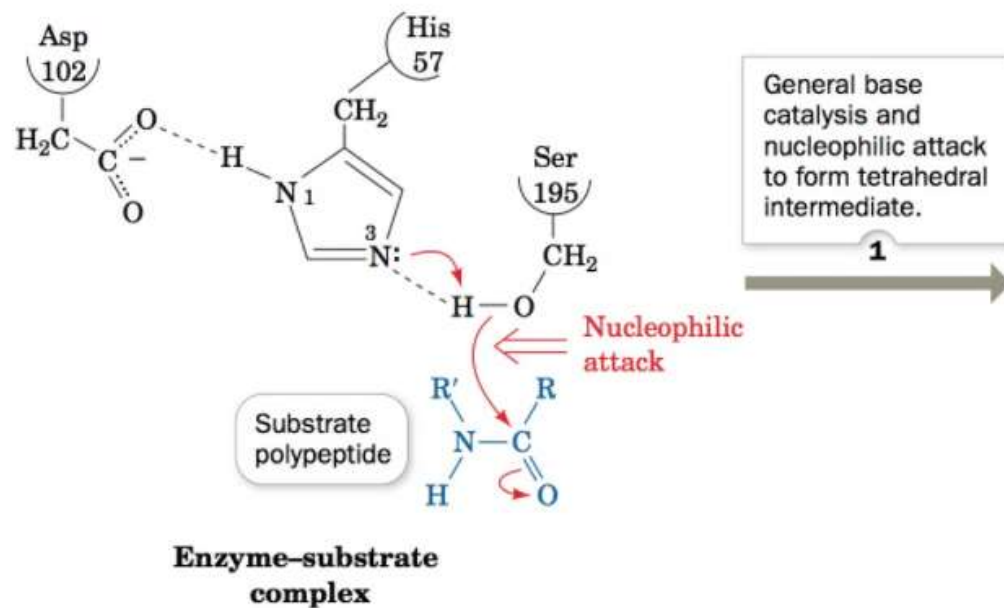 Asp
102
His
57
CH₂
H₂C
C
O
−
O
H
N
1
3
N:
Ser
195
CH₂
H—O
General base
catalysis and
nucleophilic attack
to form tetrahedral
intermediate.
1
Nucleophilic
attack
Substrate
polypeptide
R′
R
N—C
H
O
Enzyme–substrate
complex